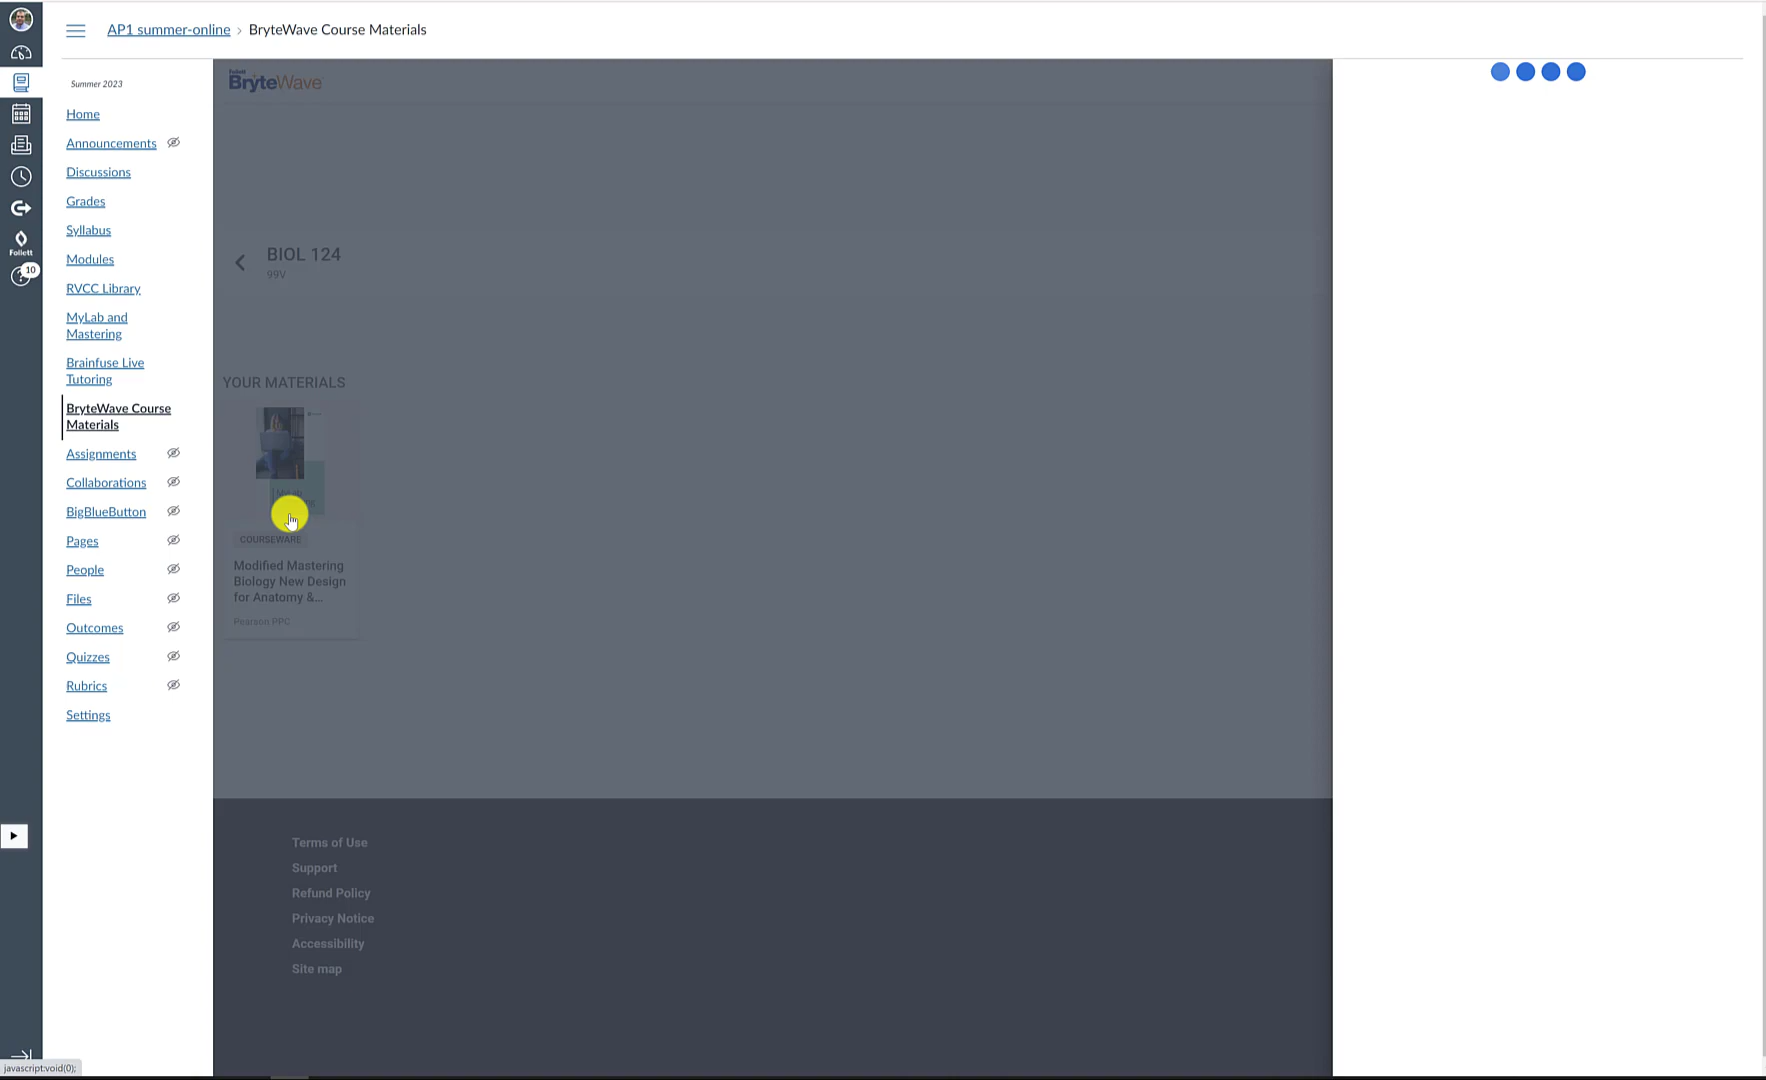 AP1 summer-online > BryteWave Course Materials
Summer 2023
Home
Announcements
Discussions
Grades
Syllabus
Follett
Modules
10
RVCC Library
MyLab and
Mastering
Brainfuse Live
Tutoring
BryteWave Course
Materials
Assignments
Collaborations
BigBlueButton
Pages
People
Files
Outcomes
Quizzes
Rubrics
Settings
Follett
BryteWave
BIOL 124
99V
YOUR MATERIALS
COURSEWARE
Modified Mastering
Biology New Design
for Anatomy &...
Pearson PPC
Terms of Use
Support
Refund Policy
Privacy Notice
Accessibility
Site map
javascript:void(0);